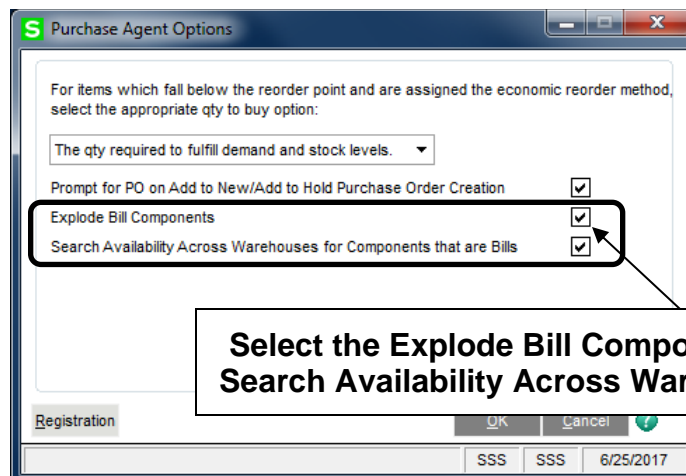 S Purchase Agent Options
For items which fall below the reorder point and are assigned the economic reorder method,
select the appropriate qty to buy option:
The qty required to fulfill demand and stock levels.
Prompt for PO on Add to New/Add to Hold Purchase Order Creation
Explode Bill Components
Search Availability Across Warehouses for Components that are Bills
Select the Explode Bill Compo
Search Availability Across War
Registration OK Cancel ?
SSS SSS 6/25/2017